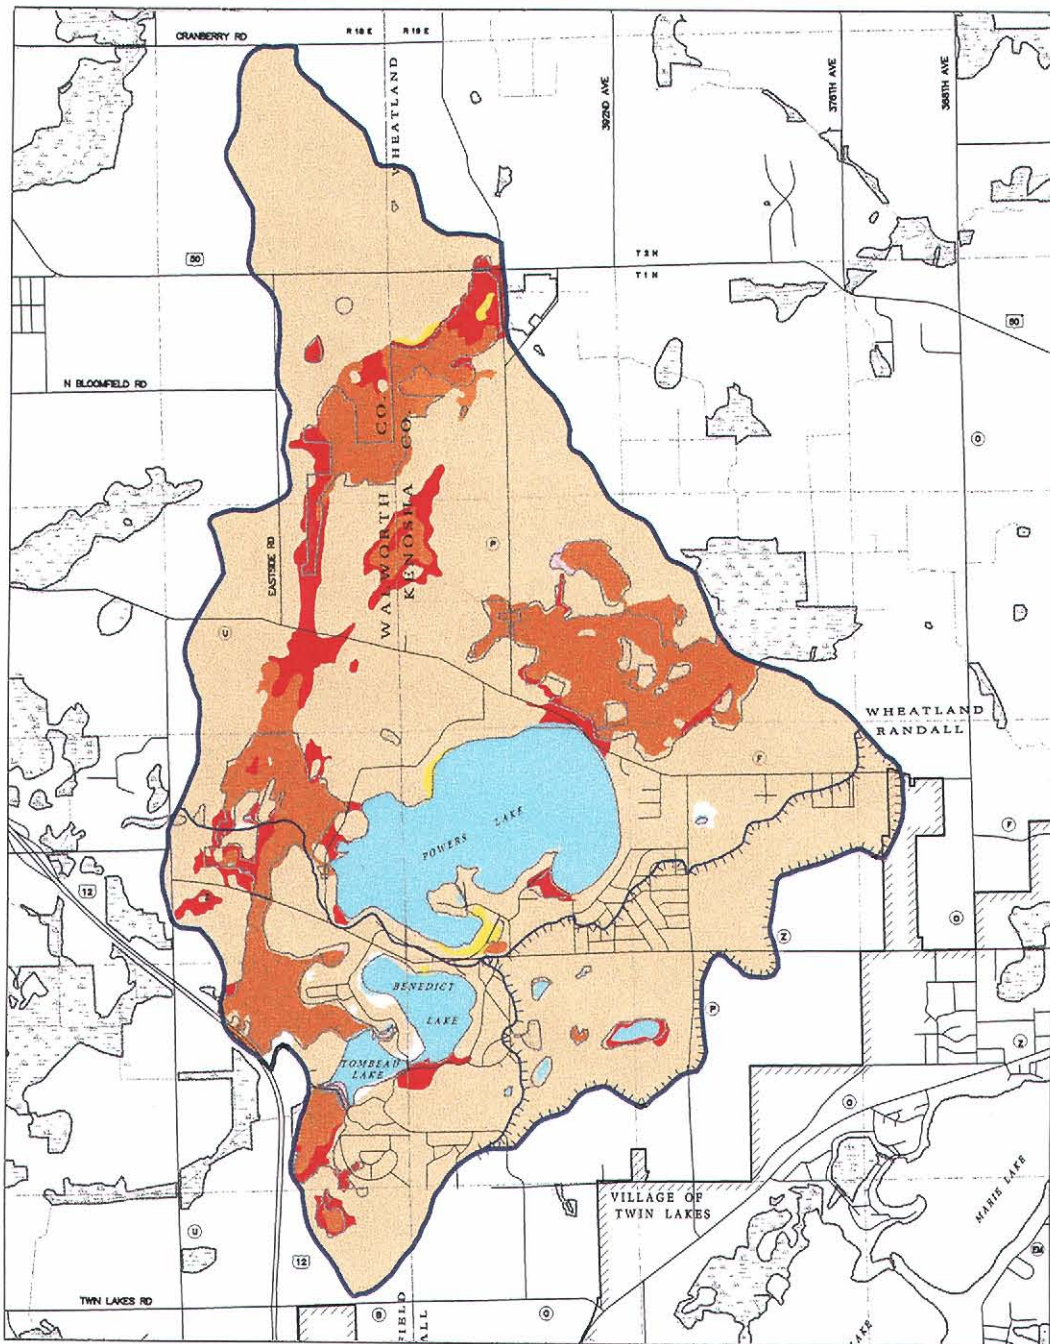 CRANBERRY RD
R 18 E
R 19 E
WHEATLAND
392ND AVE
376TH AVE
368TH AVE
50
T 2 N
T 1 N
50
N BLOOMFIELD RD
WALWORTH CO.
KENOSHA CO.
O
P
EASTSIDE RD
U
WHEATLAND
RANDALL
F
POWERS LAKE
F
12
O
Z
BENEDICT
LAKE
P
TOMBEAU
LAKE
Z
O
MARIE LAKE
VILLAGE OF
TWIN LAKES
U
12
EM
TWIN LAKES RD
B
O
LAKE